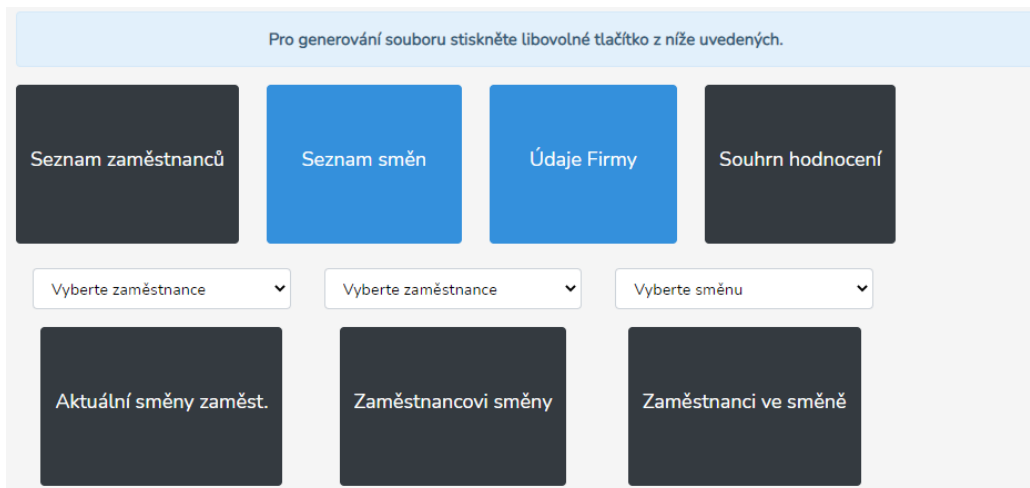 Pro generování souboru stiskněte libovolné tlačítko z níže uvedených.
Seznam zaměstnanců
Seznam směn
Údaje Firmy
Souhrn hodnocení
Vyberte zaměstnance
Vyberte zaměstnance
Vyberte směnu
Aktuální směny zaměst.
Zaměstnancovi směny
Zaměstnanci ve směně